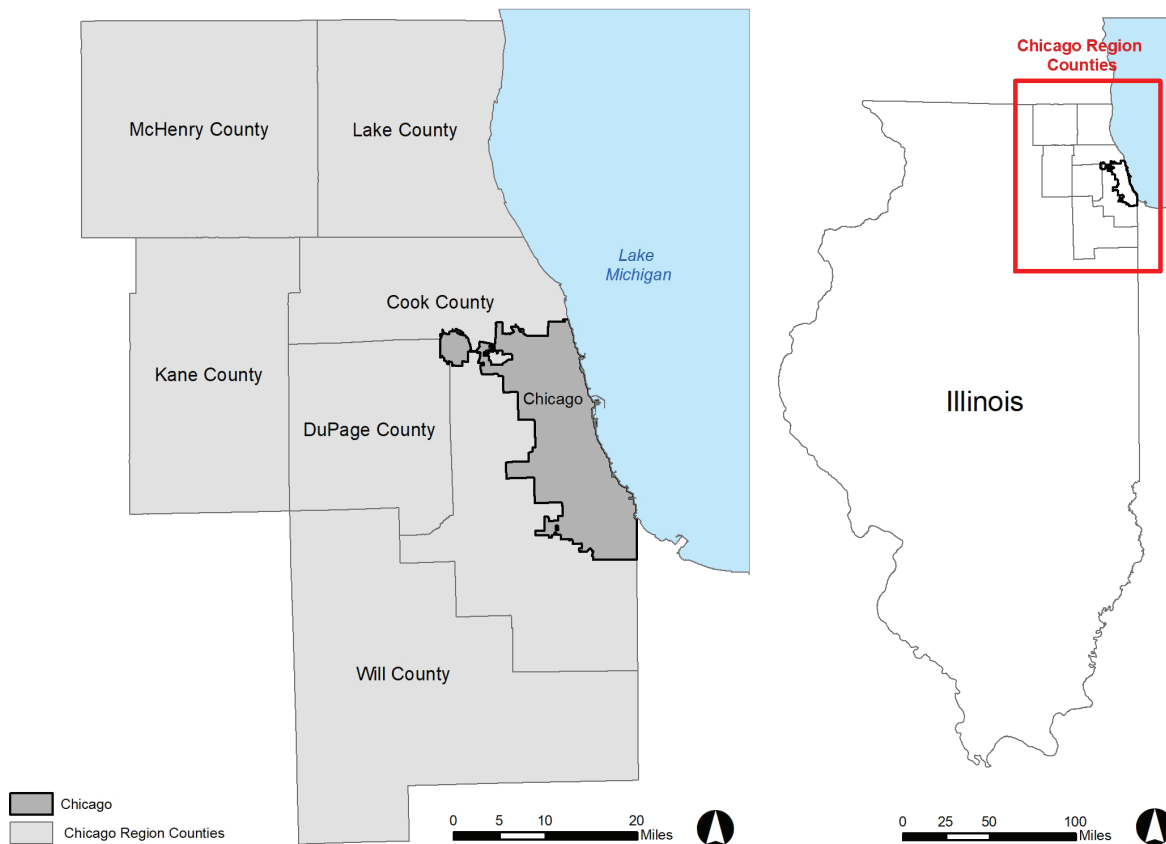 McHenry County
Lake County
Lake
Michigan
Cook County
Kane County
Chicago
DuPage County
Will County
Chicago
Chicago Region Counties
0 5 10 20
Miles
Chicago Region
Counties
Illinois
0 25 50 100
Miles